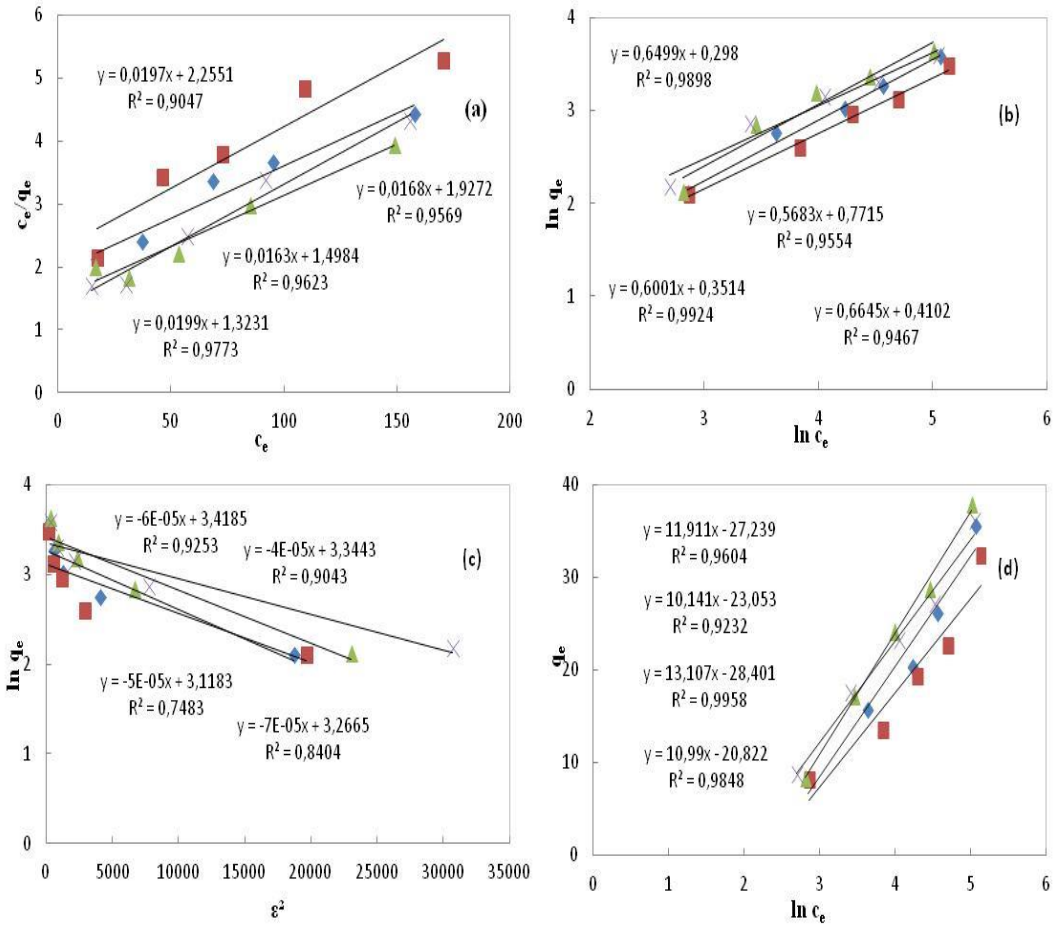 6
5
4
3
2
1
0
0 50 100 150 200
cₑ/qₑ
cₑ
(a)
y = 0,0197x + 2,2551
R² = 0,9047
y = 0,0168x + 1,9272
R² = 0,9569
y = 0,0163x + 1,4984
R² = 0,9623
y = 0,0199x + 1,3231
R² = 0,9773
4
3
2
1
0
2 3 4 5 6
ln qₑ
ln cₑ
(b)
y = 0,6499x + 0,298
R² = 0,9898
y = 0,5683x + 0,7715
R² = 0,9554
y = 0,6001x + 0,3514
R² = 0,9924
y = 0,6645x + 0,4102
R² = 0,9467
4
3
2
1
0
0 5000 10000 15000 20000 25000 30000 35000
ln qₑ
ε²
(c)
y = -6E-05x + 3,4185
R² = 0,9253
y = -4E-05x + 3,3443
R² = 0,9043
y = -5E-05x + 3,1183
R² = 0,7483
y = -7E-05x + 3,2665
R² = 0,8404
40
30
20
10
0
0 1 2 3 4 5 6
qₑ
ln cₑ
(d)
y = 11,911x - 27,239
R² = 0,9604
y = 10,141x - 23,053
R² = 0,9232
y = 13,107x - 28,401
R² = 0,9958
y = 10,99x - 20,822
R² = 0,9848